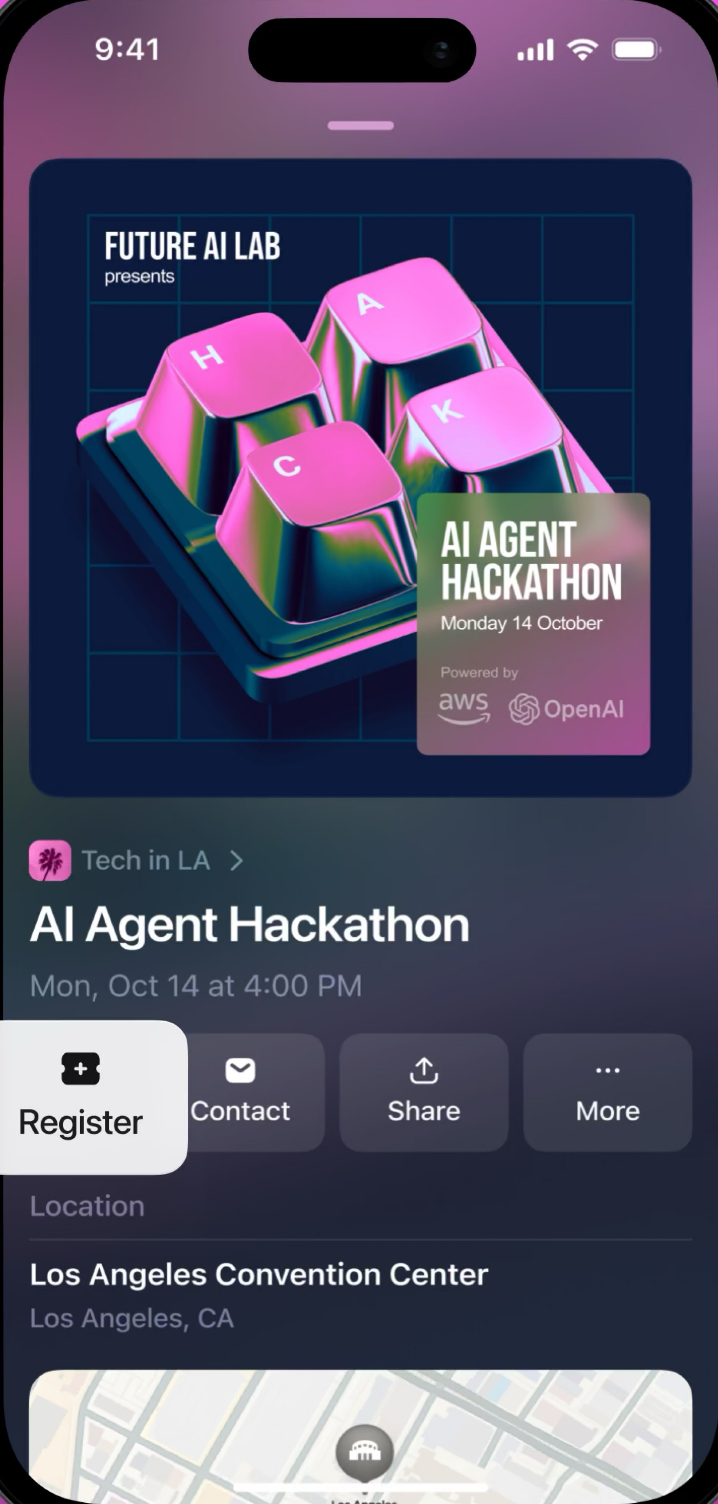 9:41
FUTURE AI LAB
presents
A
H
K
C
AI AGENT
HACKATHON
Monday 14 October
Powered by
aws OpenAI
Tech in LA
AI Agent Hackathon
Mon, Oct 14 at 4:00 PM
Register
Contact
Share
More
Location
Los Angeles Convention Center
Los Angeles, CA
Los Angeles